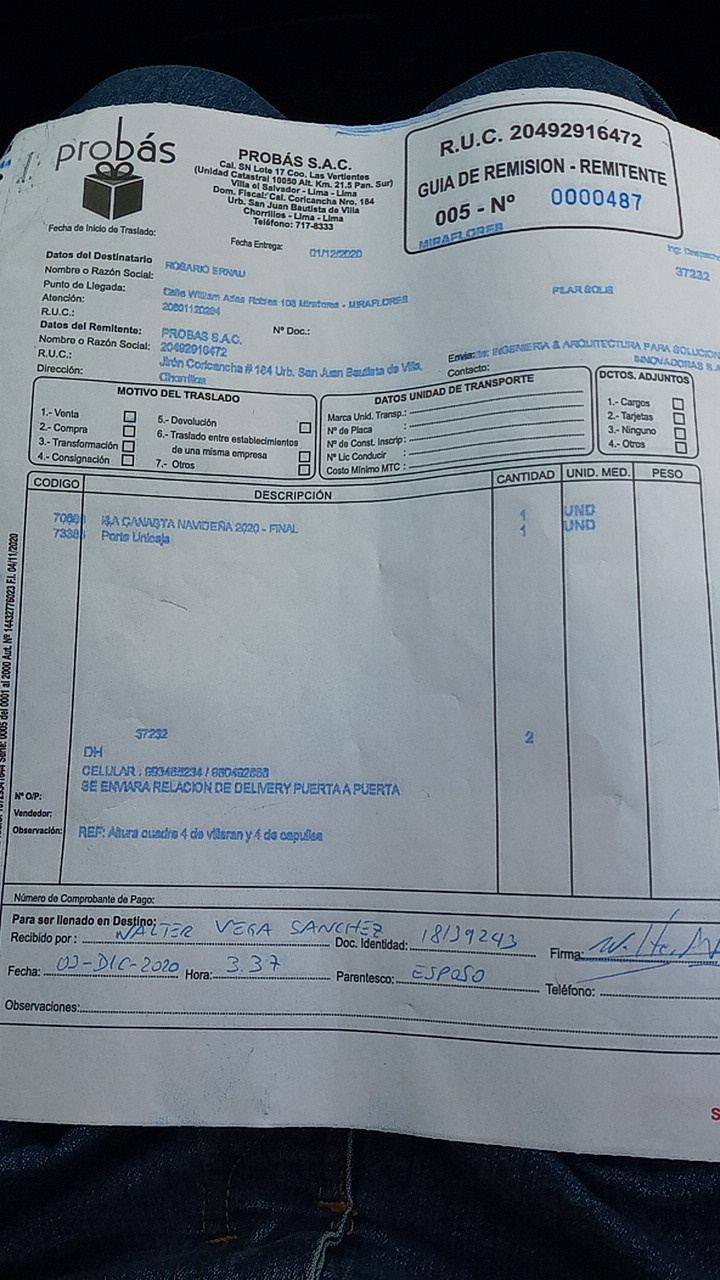 probás
PROBÁS S.A.C.
Cal. SN Lote 17 Coo. Las Vertientes
(Unidad Catastral 10050 Alt. Km. 21.5 Pan. Sur)
Villa el Salvador - Lima - Lima
Dom. Fiscal: Cal. Coricancha Nro. 184
Urb. San Juan Bautista de Villa
Chorrillos - Lima - Lima
Teléfono: 717-8333
R.U.C. 20492916472
GUIA DE REMISION - REMITENTE
005 - Nº 0000487
MIRAFLORES
Fecha de Inicio de Traslado:
Fecha Entrega: 01/12/2020
37232
Datos del Destinatario
Nombre o Razón Social: ROSARIO ERNAU
Punto de Llegada: Calle William Robles 108 Miraflores - MIRAFLORES
PILAR SOLIS
Atención:
R.U.C.:
Datos del Remitente:
Nº Doc.:
Nombre o Razón Social: PROBAS S.A.C.
R.U.C.: 20492916472
Dirección: Jirón Coricancha # 184 Urb. San Juan Bautista de Villa.
Chorrillos
INGENIERIA & ARQUITECTURA PARA
Contacto:
MOTIVO DEL TRASLADO
1.- Venta
2.- Compra
3.- Transformación
4.- Consignación
5.- Devolución
6.- Traslado entre establecimientos
de una misma empresa
7.- Otros
DATOS UNIDAD DE TRANSPORTE
Marca Unid. Transp.:
Nº de Placa :
Nº de Const. Inscrip :
Nº Lic Conducir :
Costo Mínimo MTC :
DCTOS. ADJUNTOS
1.- Cargos
2.- Tarjetas
3.- Ninguno
4.- Otros
CODIGO DESCRIPCIÓN CANTIDAD UNID. MED. PESO
CANASTA NAVIDEÑA 2020 - FINAL 1 UND
Porta Unicaja 1 UND
37232 2
DH
CELULAR :
SE ENVIARA RELACION DE DELIVERY PUERTA A PUERTA
Nº O/P:
Vendedor:
Observación: REF: Altura cuadra 4 de villaran y 4 de capullos
Número de Comprobante de Pago:
Para ser llenado en Destino:
Recibido por : WALTER VEGA SANCHEZ Doc. Identidad: 18139243 Firma:
Fecha: 03-DIC-2020 Hora: 3.37 Parentesco: ESPOSO Teléfono:
Observaciones: